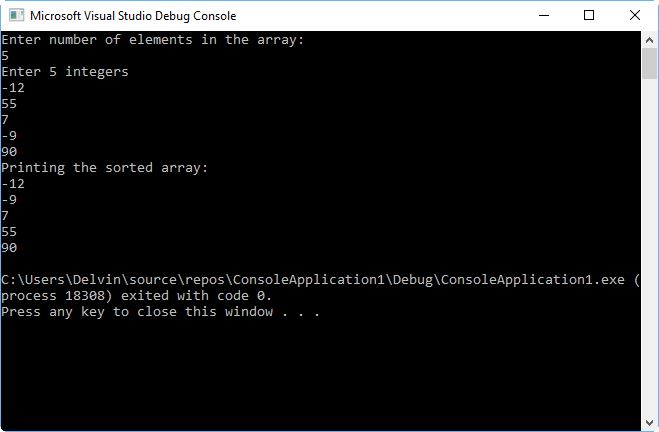 Microsoft Visual Studio Debug Console
Enter number of elements in the array:
5
Enter 5 integers
-12
55
7
-9
90
Printing the sorted array:
-12
-9
7
55
90
C:\Users\Delvin\source\repos\ConsoleApplication1\Debug\ConsoleApplication1.exe (
process 18308) exited with code 0.
Press any key to close this window . . .